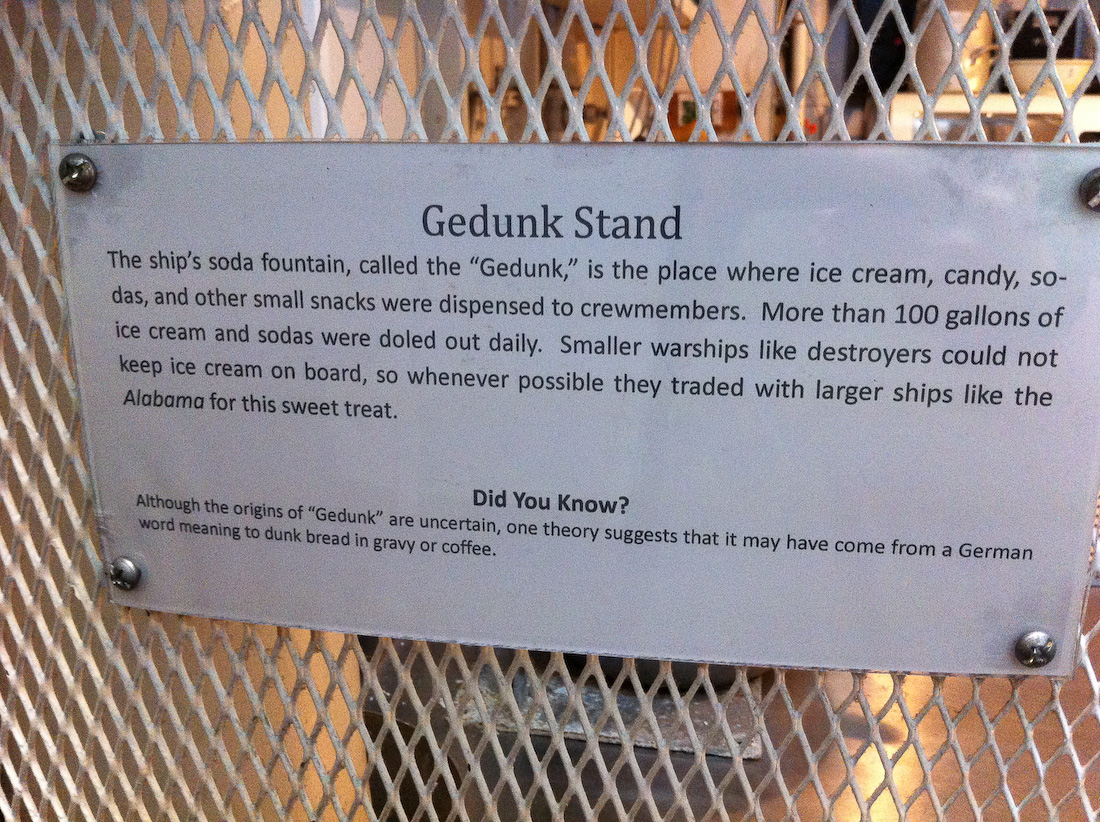 Gedunk Stand
The ship's soda fountain, called the “Gedunk,” is the place where ice cream, candy, so-
das, and other small snacks were dispensed to crewmembers.  More than 100 gallons of
ice cream and sodas were doled out daily.  Smaller warships like destroyers could not
keep ice cream on board, so whenever possible they traded with larger ships like the
Alabama for this sweet treat.
Did You Know?
Although the origins of “Gedunk” are uncertain, one theory suggests that it may have come from a German
word meaning to dunk bread in gravy or coffee.